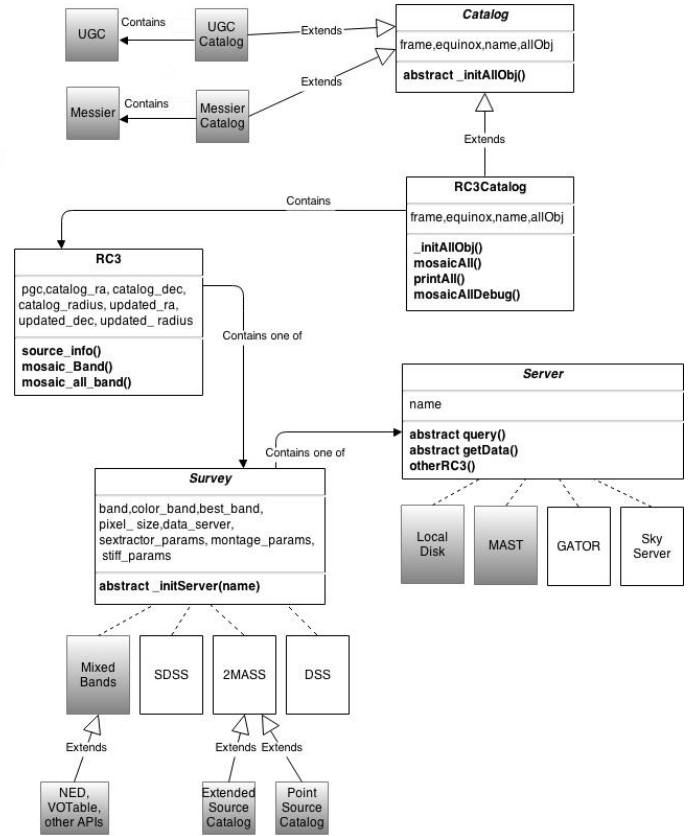 Catalog
frame,equinox,name,allObj
abstract _initAllObj()
UGC
Contains
UGC
Catalog
Extends
Messier
Contains
Messier
Catalog
Extends
Extends
RC3Catalog
frame,equinox,name,allObj
_initAllObj()
mosaicAll()
printAll()
mosaicAllDebug()
Contains
RC3
pgc,catalog_ra, catalog_dec,
catalog_radius, updated_ra,
updated_dec, updated_ radius
source_info()
mosaic_Band()
mosaic_all_band()
Contains one of
Server
name
abstract query()
abstract getData()
otherRC3()
Contains one of
Survey
band,color_band,best_band,
pixel_ size,data_server,
sextractor_params, montage_params,
stiff_params
abstract _initServer(name)
Local
Disk
MAST
GATOR
Sky
Server
Mixed
Bands
SDSS
2MASS
DSS
Extends
Extends
Extends
NED,
VOTable,
other APIs
Extended
Source
Catalog
Point
Source
Catalog